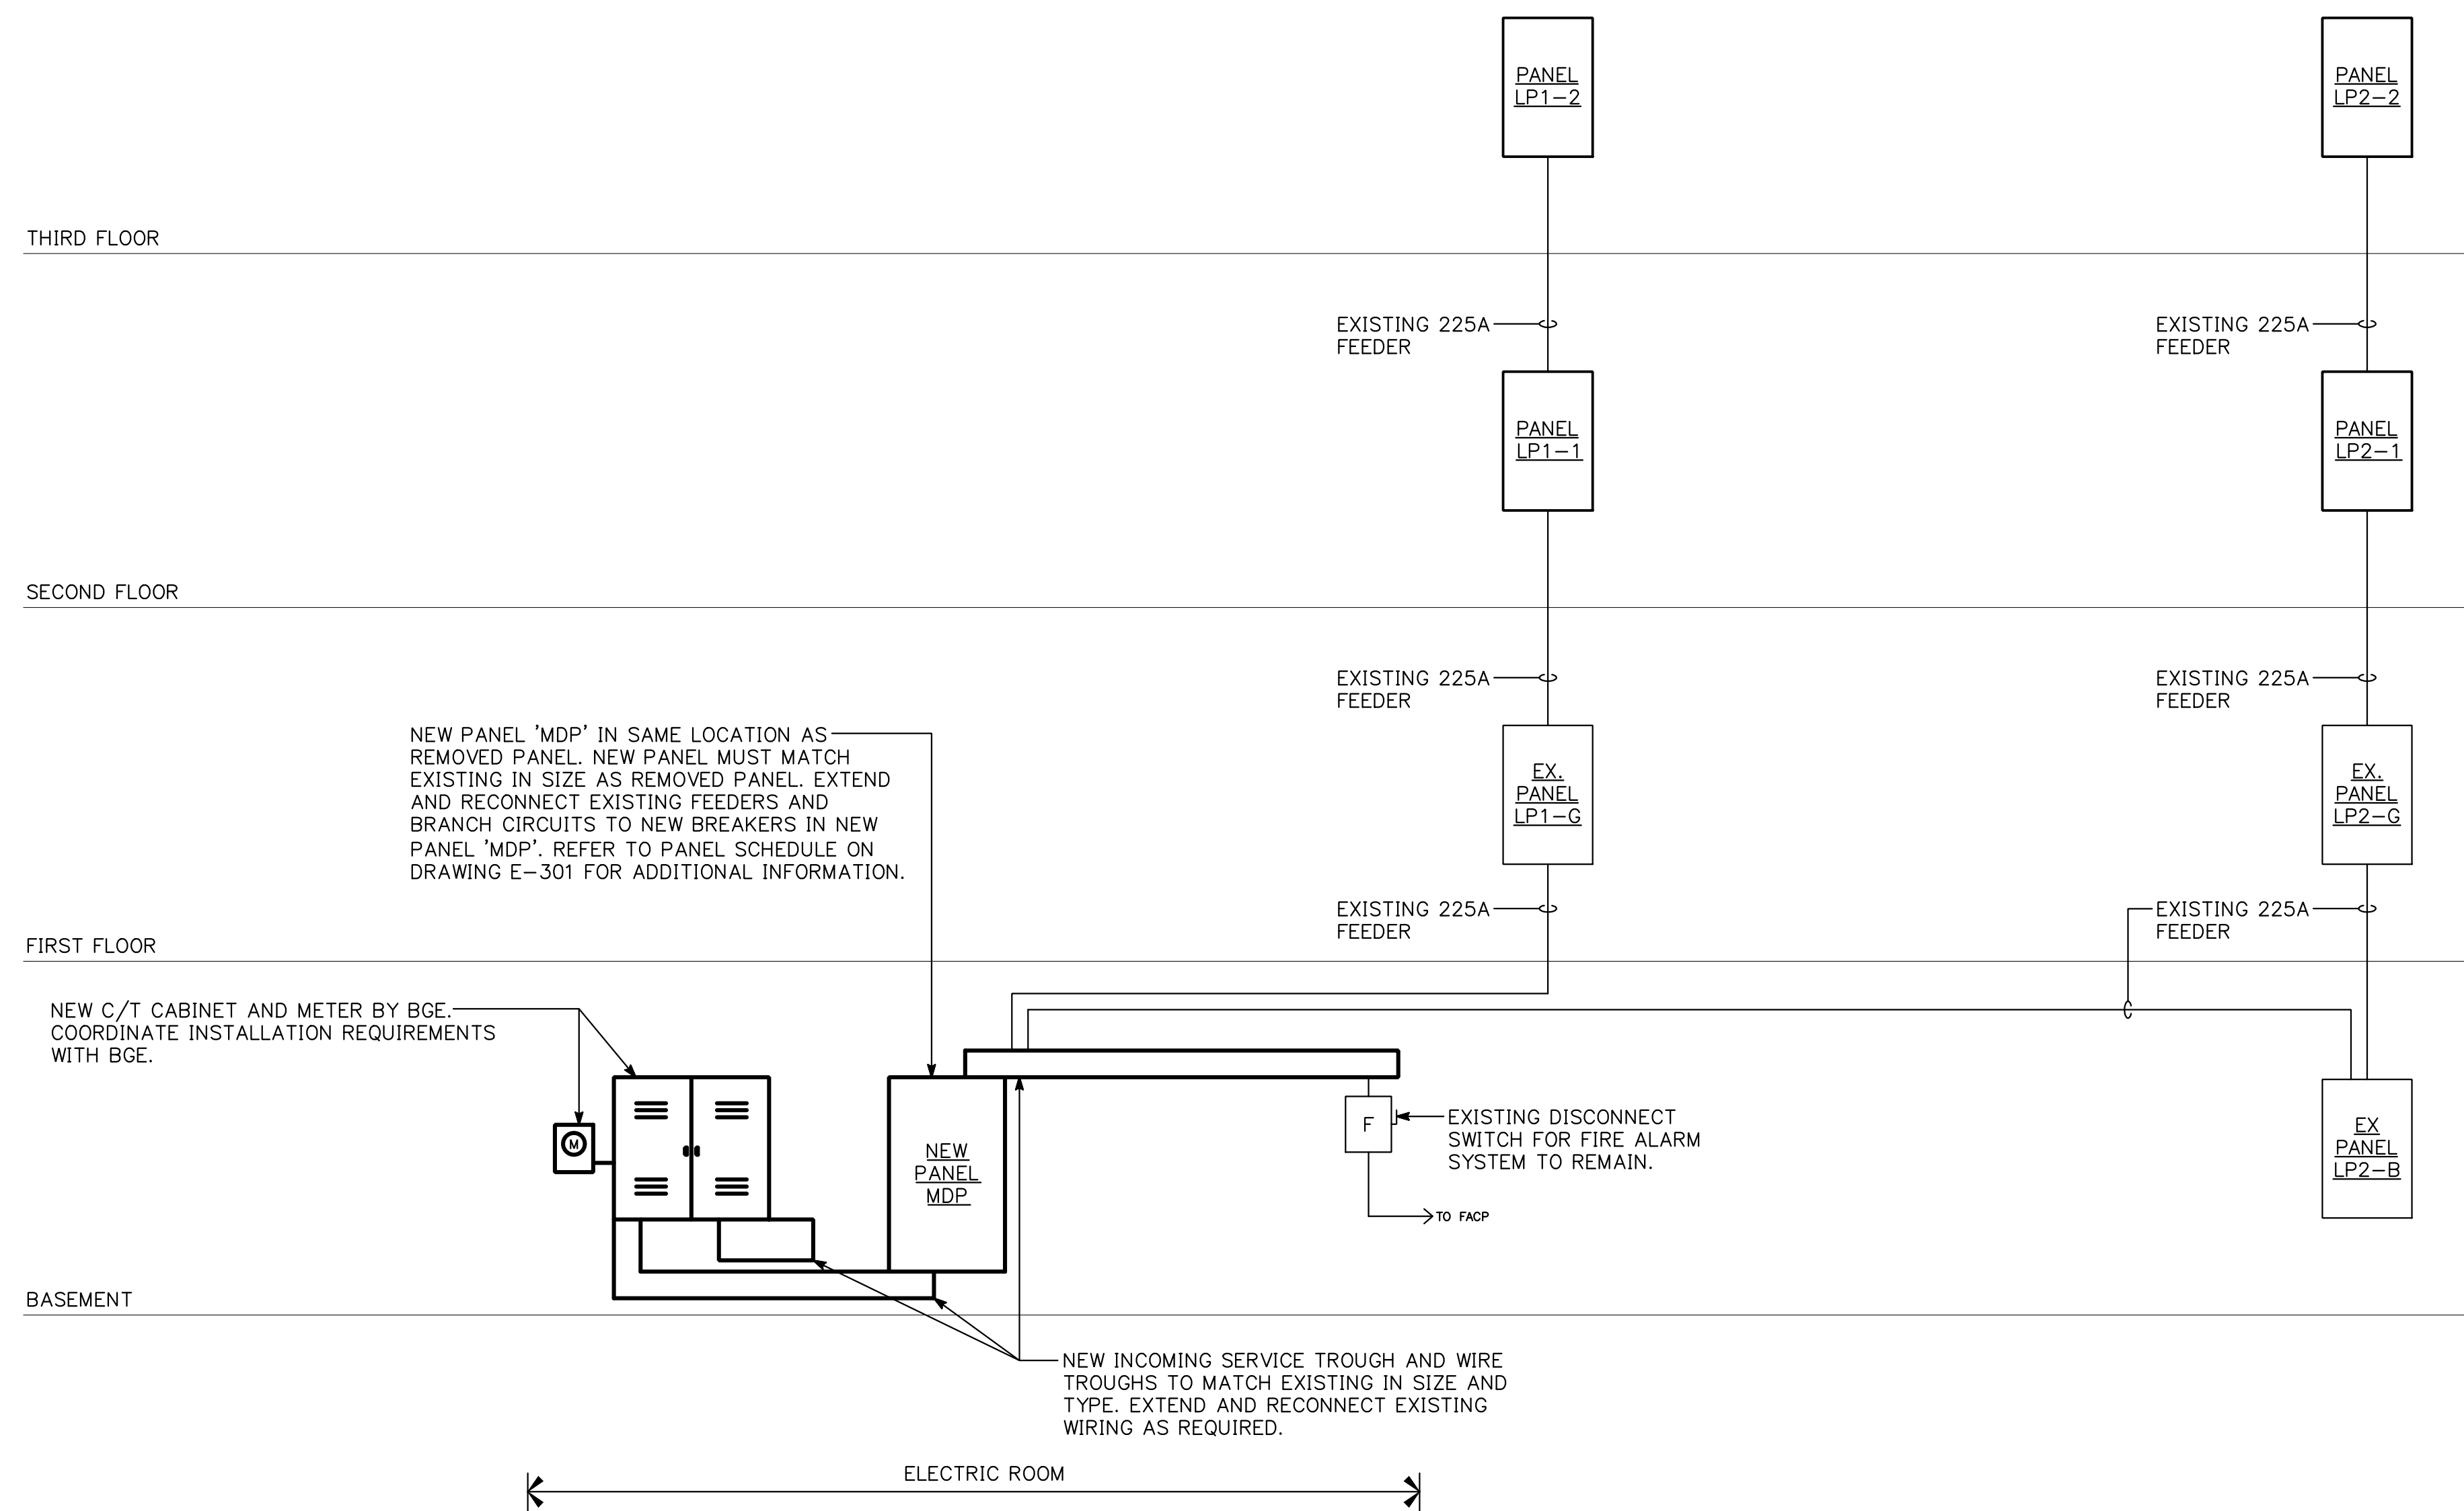 PANEL
LP1-2
PANEL
LP2-2
THIRD FLOOR
EXISTING 225A
FEEDER
EXISTING 225A
FEEDER
PANEL
LP1-1
PANEL
LP2-1
SECOND FLOOR
EXISTING 225A
FEEDER
EXISTING 225A
FEEDER
NEW PANEL 'MDP' IN SAME LOCATION AS
REMOVED PANEL. NEW PANEL MUST MATCH
EXISTING IN SIZE AS REMOVED PANEL. EXTEND
AND RECONNECT EXISTING FEEDERS AND
BRANCH CIRCUITS TO NEW BREAKERS IN NEW
PANEL 'MDP'. REFER TO PANEL SCHEDULE ON
DRAWING E-301 FOR ADDITIONAL INFORMATION.
EX.
PANEL
LP1-G
EX.
PANEL
LP2-G
EXISTING 225A
FEEDER
EXISTING 225A
FEEDER
FIRST FLOOR
NEW C/T CABINET AND METER BY BGE.
COORDINATE INSTALLATION REQUIREMENTS
WITH BGE.
M
NEW
PANEL
MDP
F
EXISTING DISCONNECT
SWITCH FOR FIRE ALARM
SYSTEM TO REMAIN.
TO FACP
EX
PANEL
LP2-B
BASEMENT
NEW INCOMING SERVICE TROUGH AND WIRE
TROUGHS TO MATCH EXISTING IN SIZE AND
TYPE. EXTEND AND RECONNECT EXISTING
WIRING AS REQUIRED.
ELECTRIC ROOM